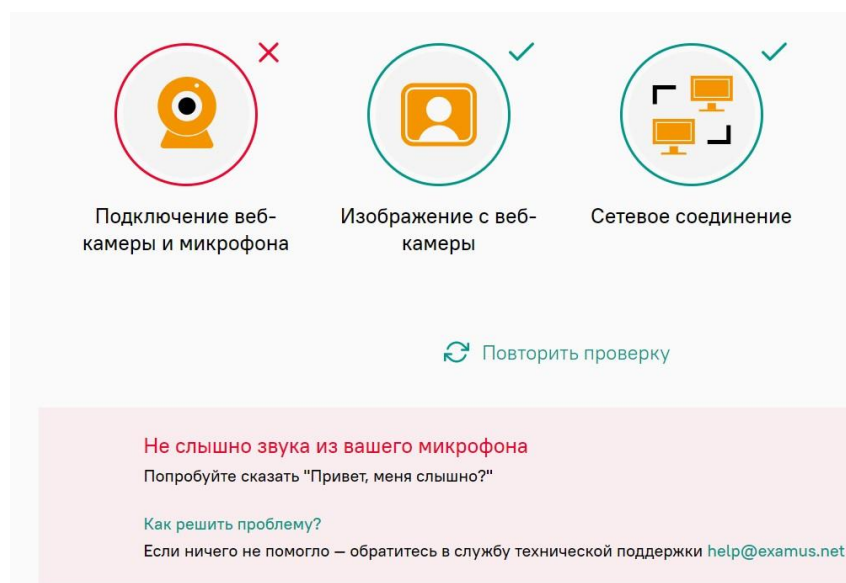 Подключение веб-
камеры и микрофона
Изображение с веб-
камеры
Сетевое соединение
Повторить проверку
Не слышно звука из вашего микрофона
Попробуйте сказать "Привет, меня слышно?"
Как решить проблему?
Если ничего не помогло — обратитесь в службу технической поддержки help@examus.net